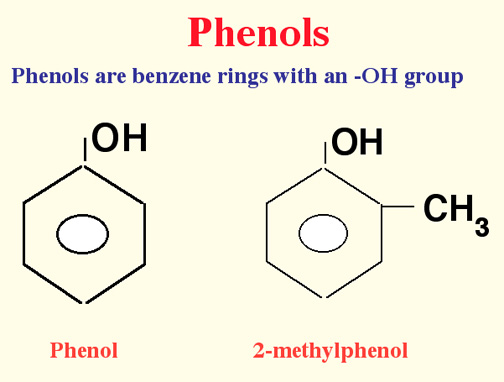 Phenols
Phenols are benzene rings with an -OH group
OH
OH
CH3
Phenol
2-methylphenol